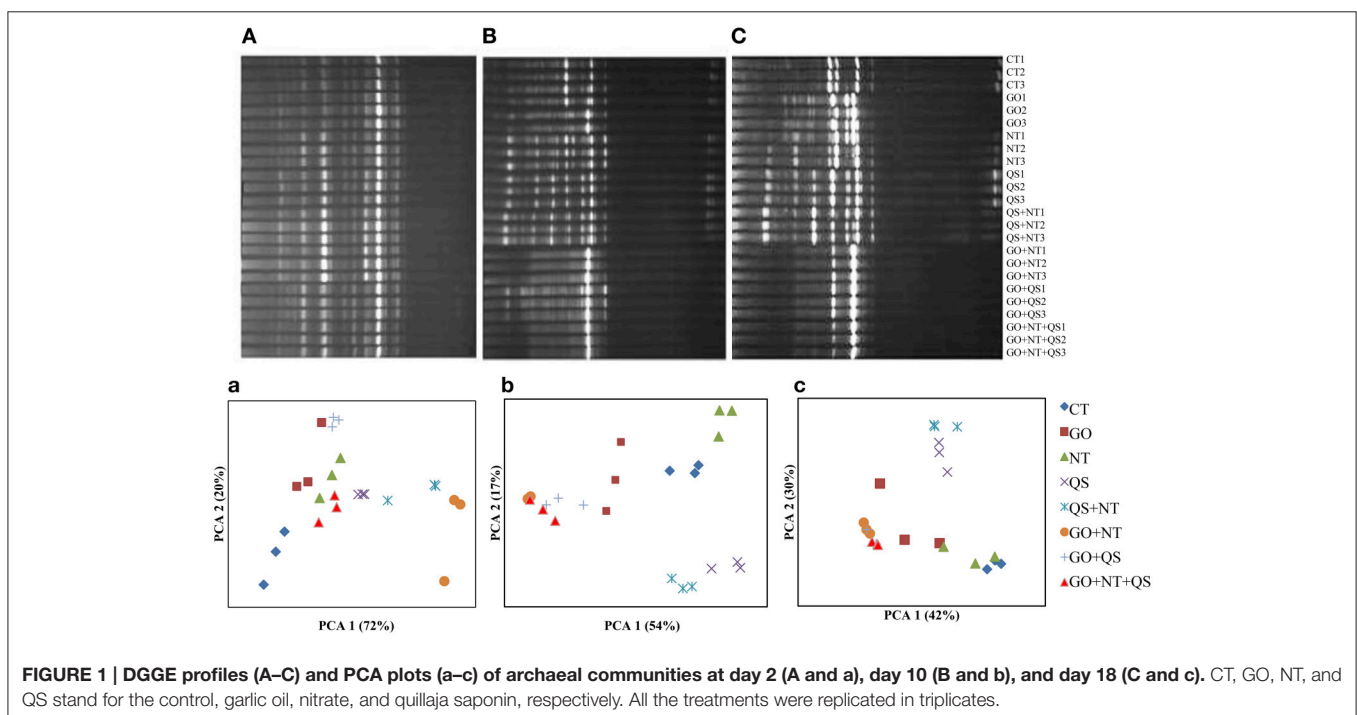 A
B
C
CT1
CT2
CT3
GO1
GO2
GO3
NT1
NT2
NT3
QS1
QS2
QS3
QS+NT1
QS+NT2
QS+NT3
GO+NT1
GO+NT2
GO+NT3
GO+QS1
GO+QS2
GO+QS3
GO+NT+QS1
GO+NT+QS2
GO+NT+QS3
a
PCA 2 (20%)
PCA 1 (72%)
b
PCA 2 (17%)
PCA 1 (54%)
c
PCA 2 (30%)
PCA 1 (42%)
CT
GO
NT
QS
QS+NT
GO+NT
GO+QS
GO+NT+QS
FIGURE 1 | DGGE profiles (A–C) and PCA plots (a–c) of archaeal communities at day 2 (A and a), day 10 (B and b), and day 18 (C and c). CT, GO, NT, and
QS stand for the control, garlic oil, nitrate, and quillaja saponin, respectively. All the treatments were replicated in triplicates.